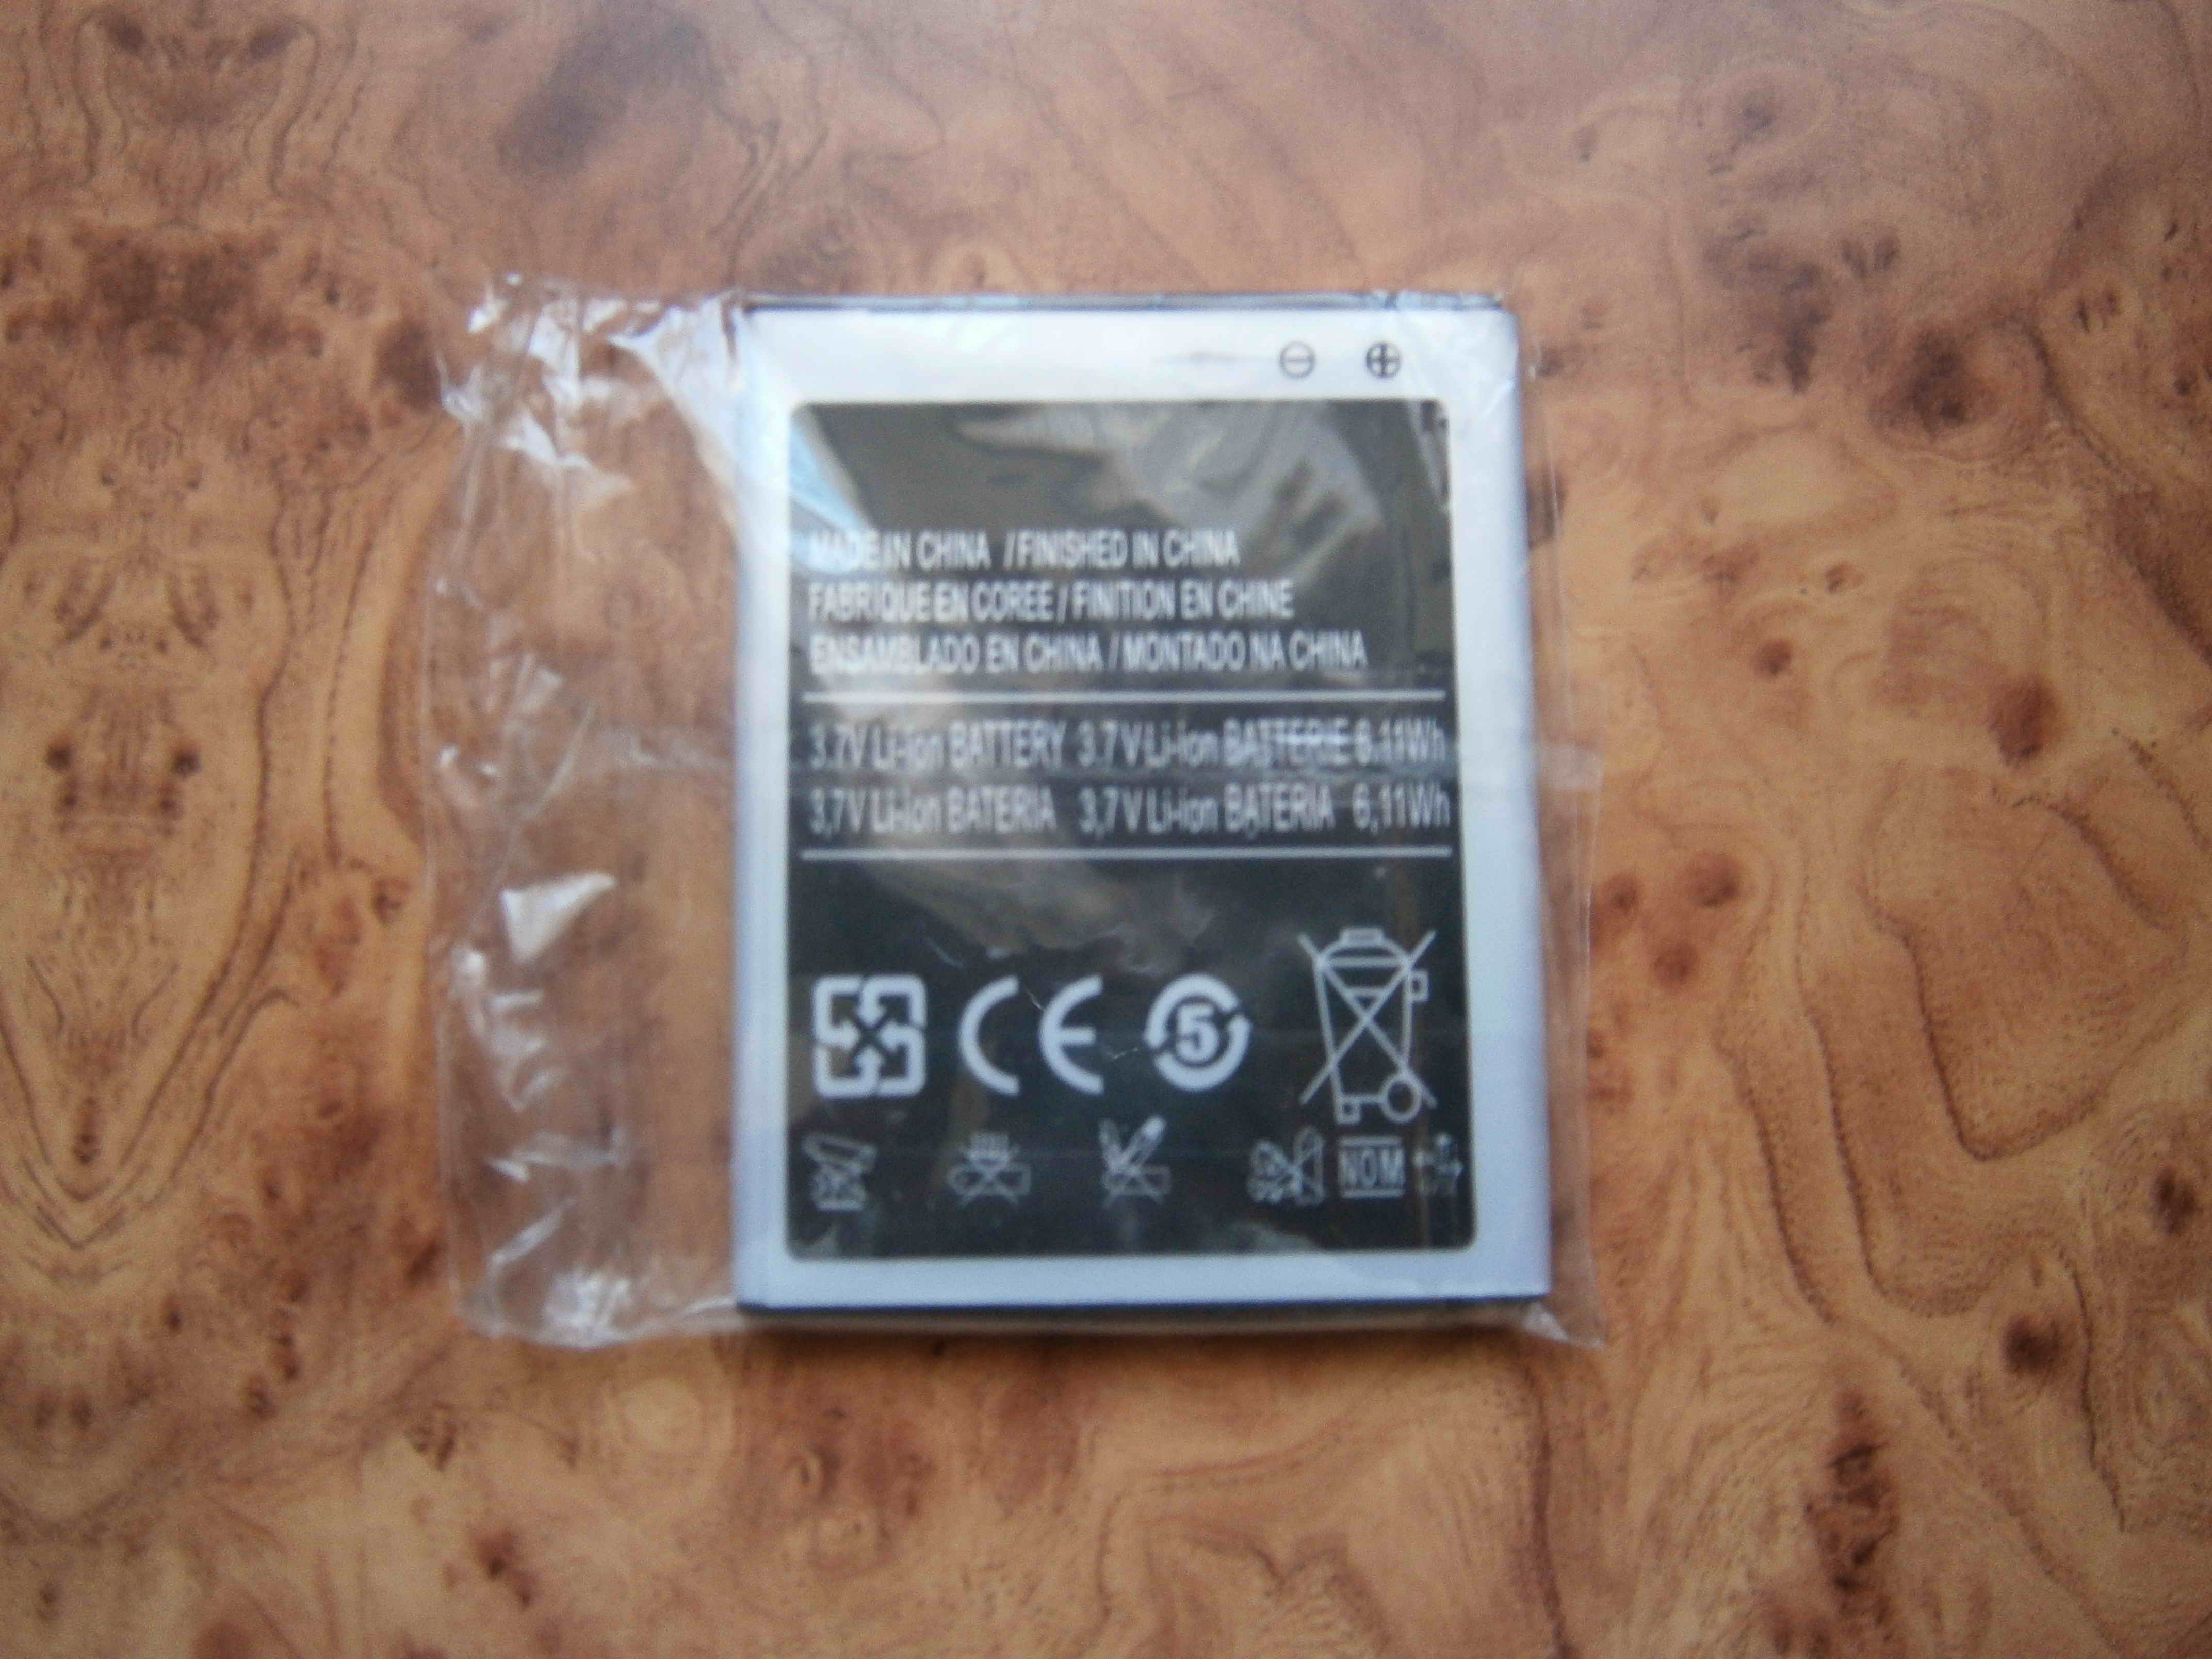 MADE IN CHINA / FINISHED IN CHINA
FABRIQUE EN COREE / FINITION EN CHINE
ENSAMBLADO EN CHINA / MONTADO NA CHINA
3.7V Li-ion BATTERY 3.7V Li-ion BATTERIE 6.11Wh
3,7V Li-ion BATERIA 3,7V Li-ion BATERIA 6,11Wh
CE 5
NOM